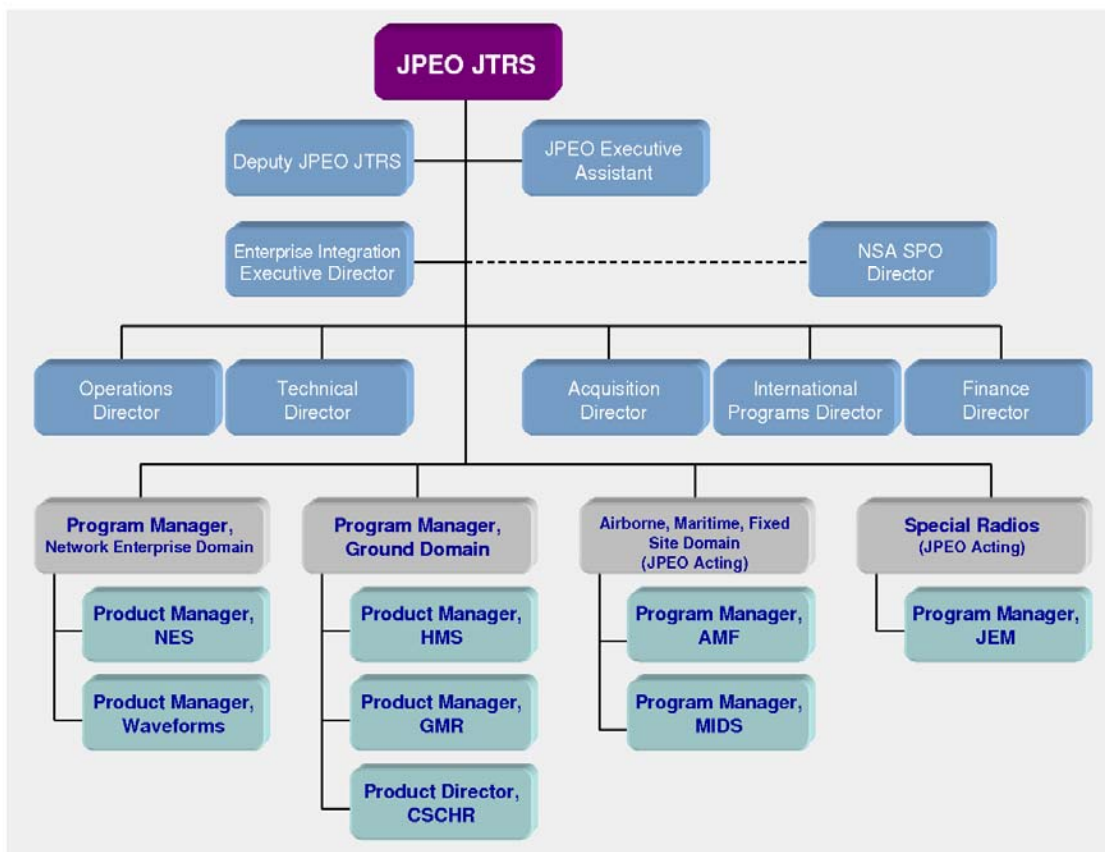 JPEO JTRS
Deputy JPEO JTRS
JPEO Executive
Assistant
Enterprise Integration
Executive Director
NSA SPO
Director
Operations
Director
Technical
Director
Acquisition
Director
International
Programs Director
Finance
Director
Program Manager,
Network Enterprise Domain
Product Manager,
NES
Product Manager,
Waveforms
Program Manager,
Ground Domain
Product Manager,
HMS
Product Manager,
GMR
Product Director,
CSCHR
Airborne, Maritime, Fixed
Site Domain
(JPEO Acting)
Program Manager,
AMF
Program Manager,
MIDS
Special Radios
(JPEO Acting)
Program Manager,
JEM